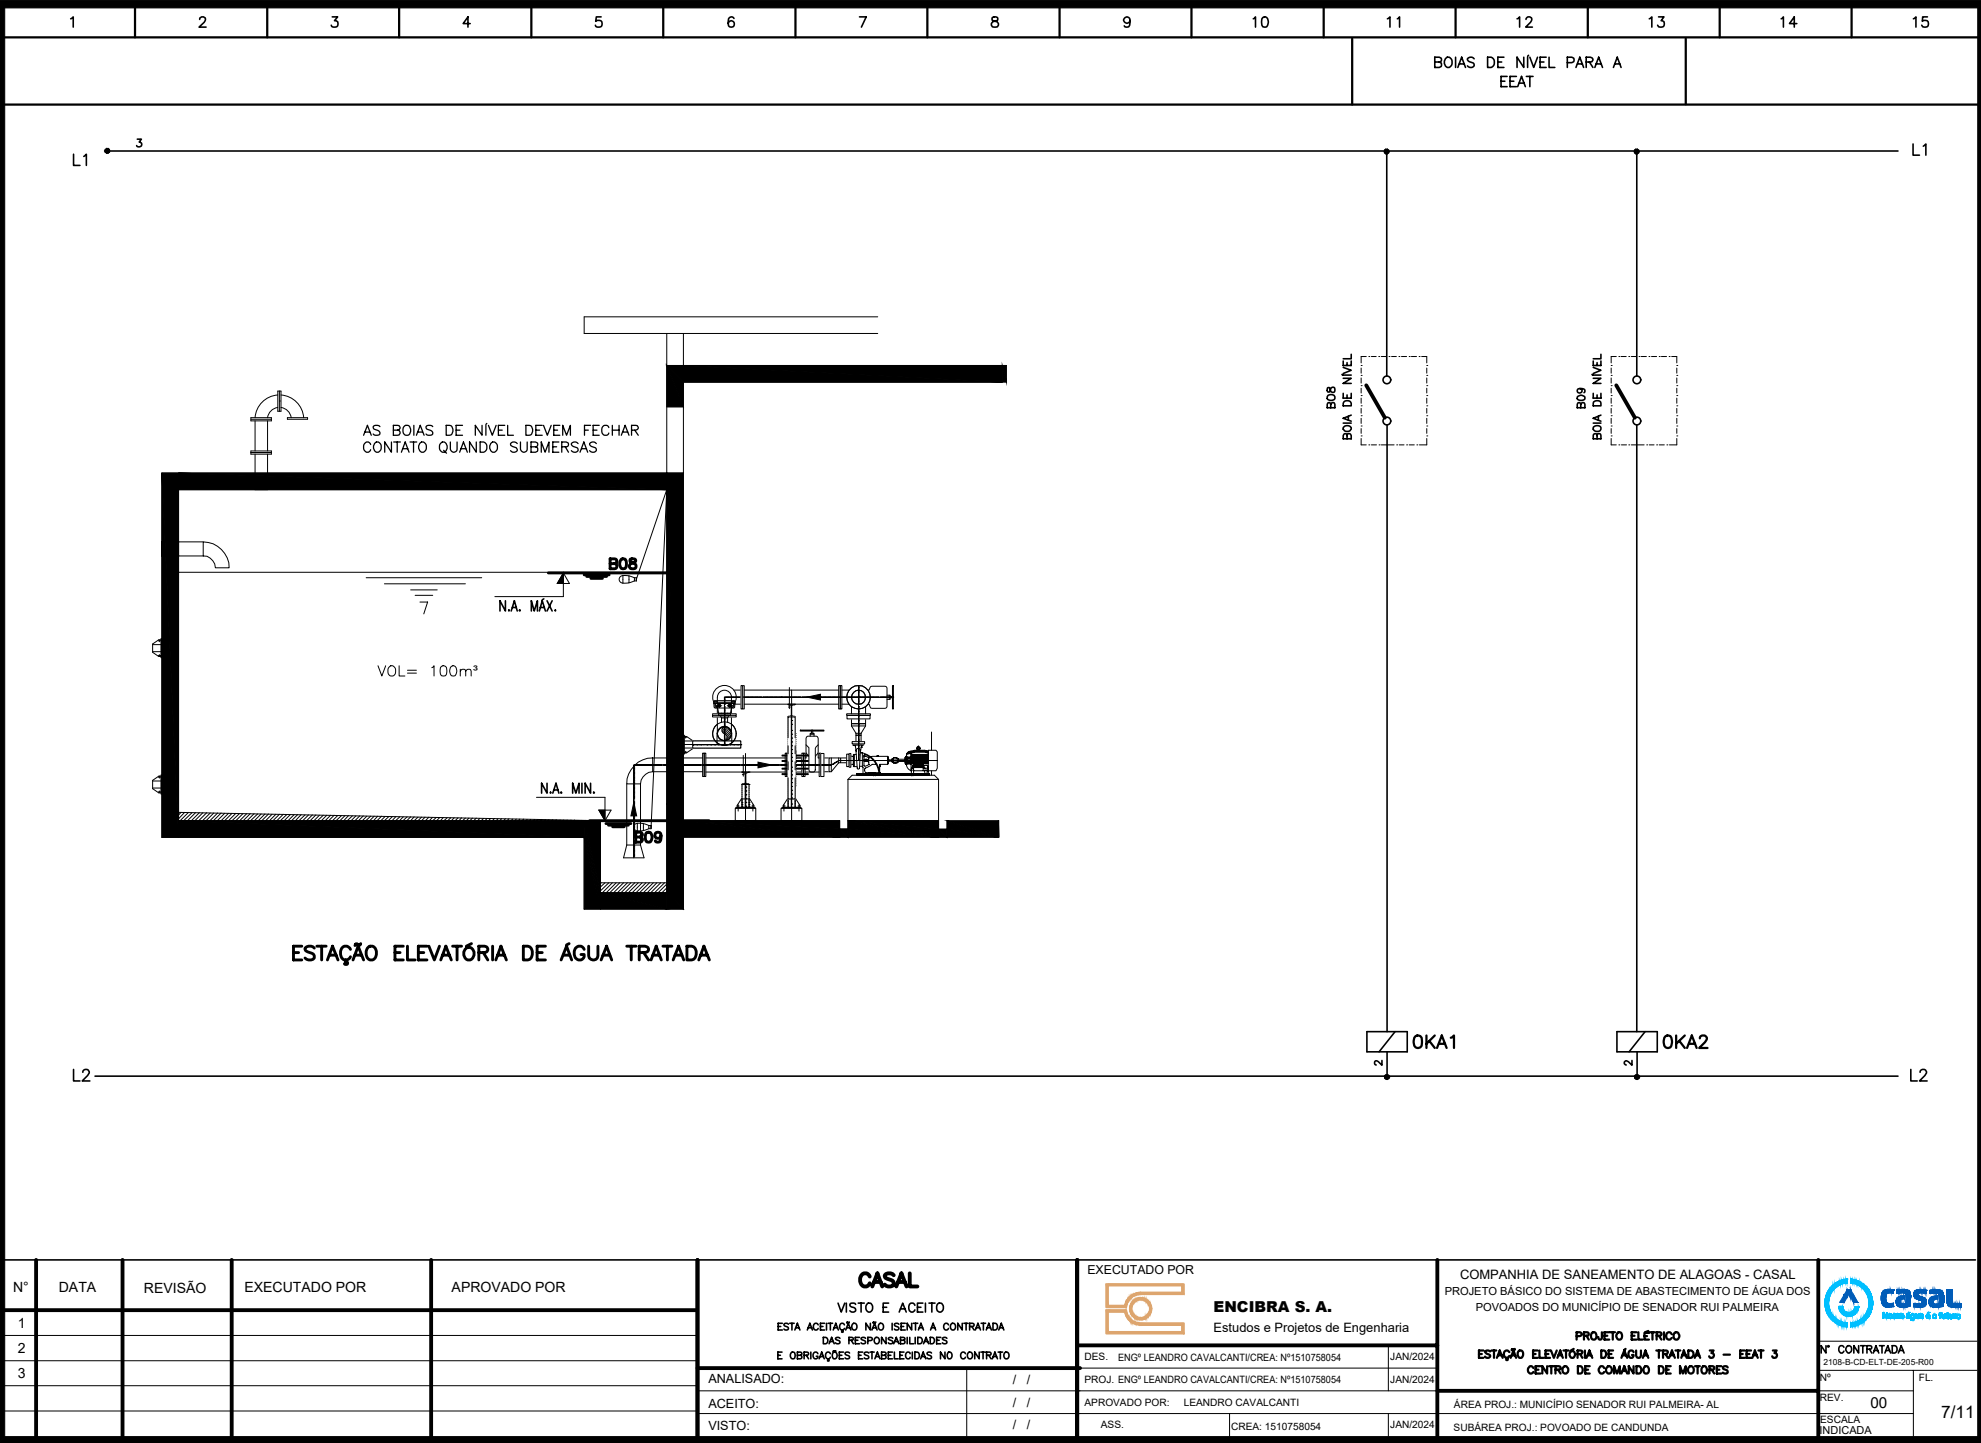 1 2 3 4 5 6 7 8 9 10 11 12 13 14 15
BOIAS DE NÍVEL PARA A
EEAT
L1 3 L1
B08
BOIA DE NÍVEL
B09
BOIA DE NÍVEL
AS BOIAS DE NÍVEL DEVEM FECHAR
CONTATO QUANDO SUBMERSAS
B08
N.A. MÁX.
7
VOL= 100m³
N.A. MIN.
B09
ESTAÇÃO ELEVATÓRIA DE ÁGUA TRATADA
0KA1
2
0KA2
2
L2 L2
N° DATA REVISÃO EXECUTADO POR APROVADO POR
1
2
3
CASAL
VISTO E ACEITO
ESTA ACEITAÇÃO NÃO ISENTA A CONTRATADA
DAS RESPONSABILIDADES
E OBRIGAÇÕES ESTABELECIDAS NO CONTRATO
ANALISADO: / /
ACEITO: / /
VISTO: / /
EXECUTADO POR
ENCIBRA S. A.
Estudos e Projetos de Engenharia
DES. ENGº LEANDRO CAVALCANTI/CREA: Nº1510758054 JAN/2024
PROJ. ENGº LEANDRO CAVALCANTI/CREA: Nº1510758054 JAN/2024
APROVADO POR: LEANDRO CAVALCANTI
ASS. CREA: 1510758054 JAN/2024
COMPANHIA DE SANEAMENTO DE ALAGOAS - CASAL
PROJETO BÁSICO DO SISTEMA DE ABASTECIMENTO DE ÁGUA DOS
POVOADOS DO MUNICÍPIO DE SENADOR RUI PALMEIRA
PROJETO ELÉTRICO
ESTAÇÃO ELEVATÓRIA DE ÁGUA TRATADA 3 – EEAT 3
CENTRO DE COMANDO DE MOTORES
ÁREA PROJ.: MUNICÍPIO SENADOR RUI PALMEIRA- AL
SUBÁREA PROJ.: POVOADO DE CANDUNDA
casal
Nossa água é o futuro
N° CONTRATADA
2108-B-CD-ELT-DE-205-R00
Nº
REV. 00
ESCALA
INDICADA
FL.
7/11